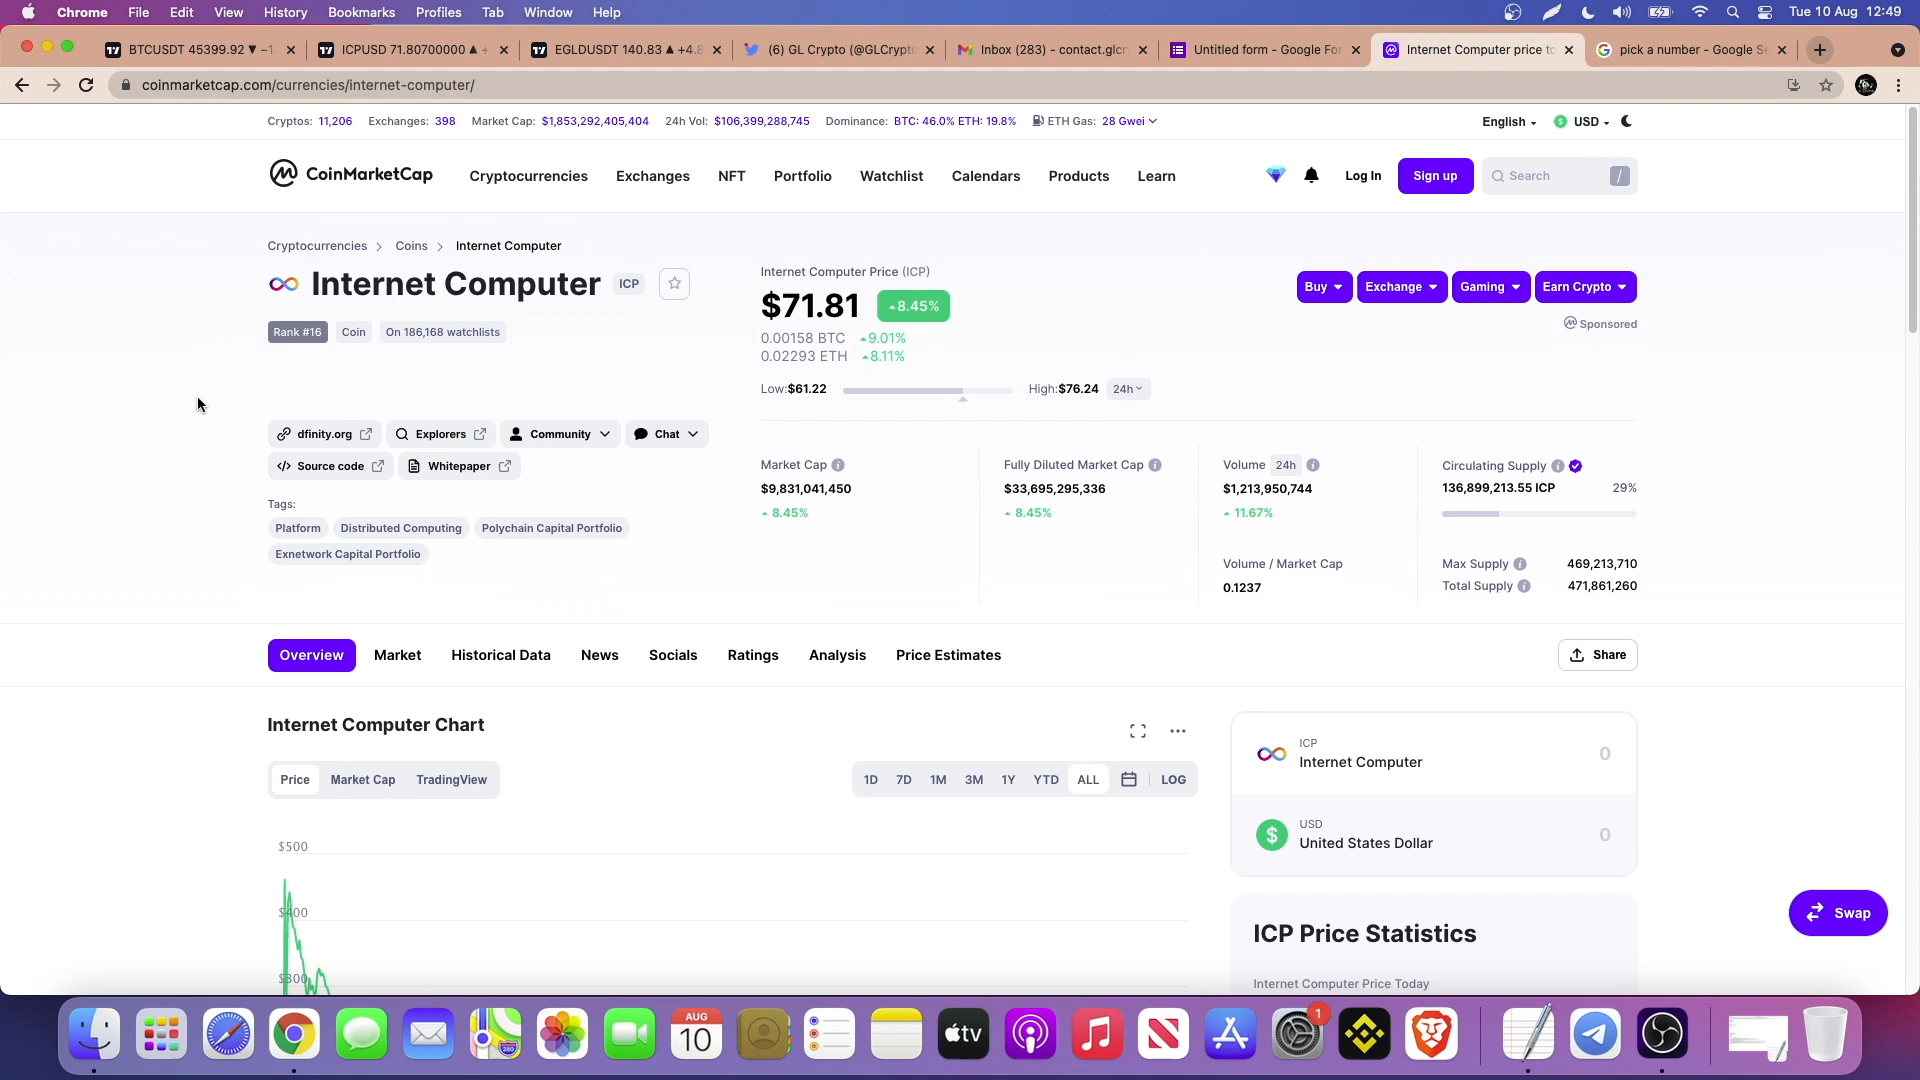 Chrome File Edit View History Bookmarks Profiles Tab Window Help Tue 10 Aug 12:49
BTCUSDT 45399.92 ▼ −1. ICPUSD 71.80700000 ▲ + EGLDUSDT 140.83 ▲ +4.8 (6) GL Crypto (@GLCrypto Inbox (283) - contact.glcry Untitled form - Google For Internet Computer price to pick a number - Google Se
coinmarketcap.com/currencies/internet-computer/
Cryptos: 11,206 Exchanges: 398 Market Cap: $1,853,292,405,404 24h Vol: $106,399,288,745 Dominance: BTC: 46.0% ETH: 19.8% ETH Gas: 28 Gwei English USD
CoinMarketCap Cryptocurrencies Exchanges NFT Portfolio Watchlist Calendars Products Learn Log In Sign up Search /
Cryptocurrencies > Coins > Internet Computer
Internet Computer ICP
Rank #16 Coin On 186,168 watchlists
dfinity.org Explorers Community Chat
Source code Whitepaper
Tags:
Platform Distributed Computing Polychain Capital Portfolio
Exnetwork Capital Portfolio
Internet Computer Price (ICP)
$71.81 8.45%
0.00158 BTC 9.01%
0.02293 ETH 8.11%
Low:$61.22 High:$76.24 24h
Buy Exchange Gaming Earn Crypto
Sponsored
Market Cap
$9,831,041,450
8.45%
Fully Diluted Market Cap
$33,695,295,336
8.45%
Volume 24h
$1,213,950,744
11.67%
Volume / Market Cap
0.1237
Circulating Supply
136,899,213.55 ICP 29%
Max Supply 469,213,710
Total Supply 471,861,260
Overview Market Historical Data News Socials Ratings Analysis Price Estimates Share
Internet Computer Chart
Price Market Cap TradingView 1D 7D 1M 3M 1Y YTD ALL LOG
$500
$400
$300
ICP
Internet Computer 0
USD
United States Dollar 0
ICP Price Statistics
Internet Computer Price Today
Swap
AUG
10
280
tv
1